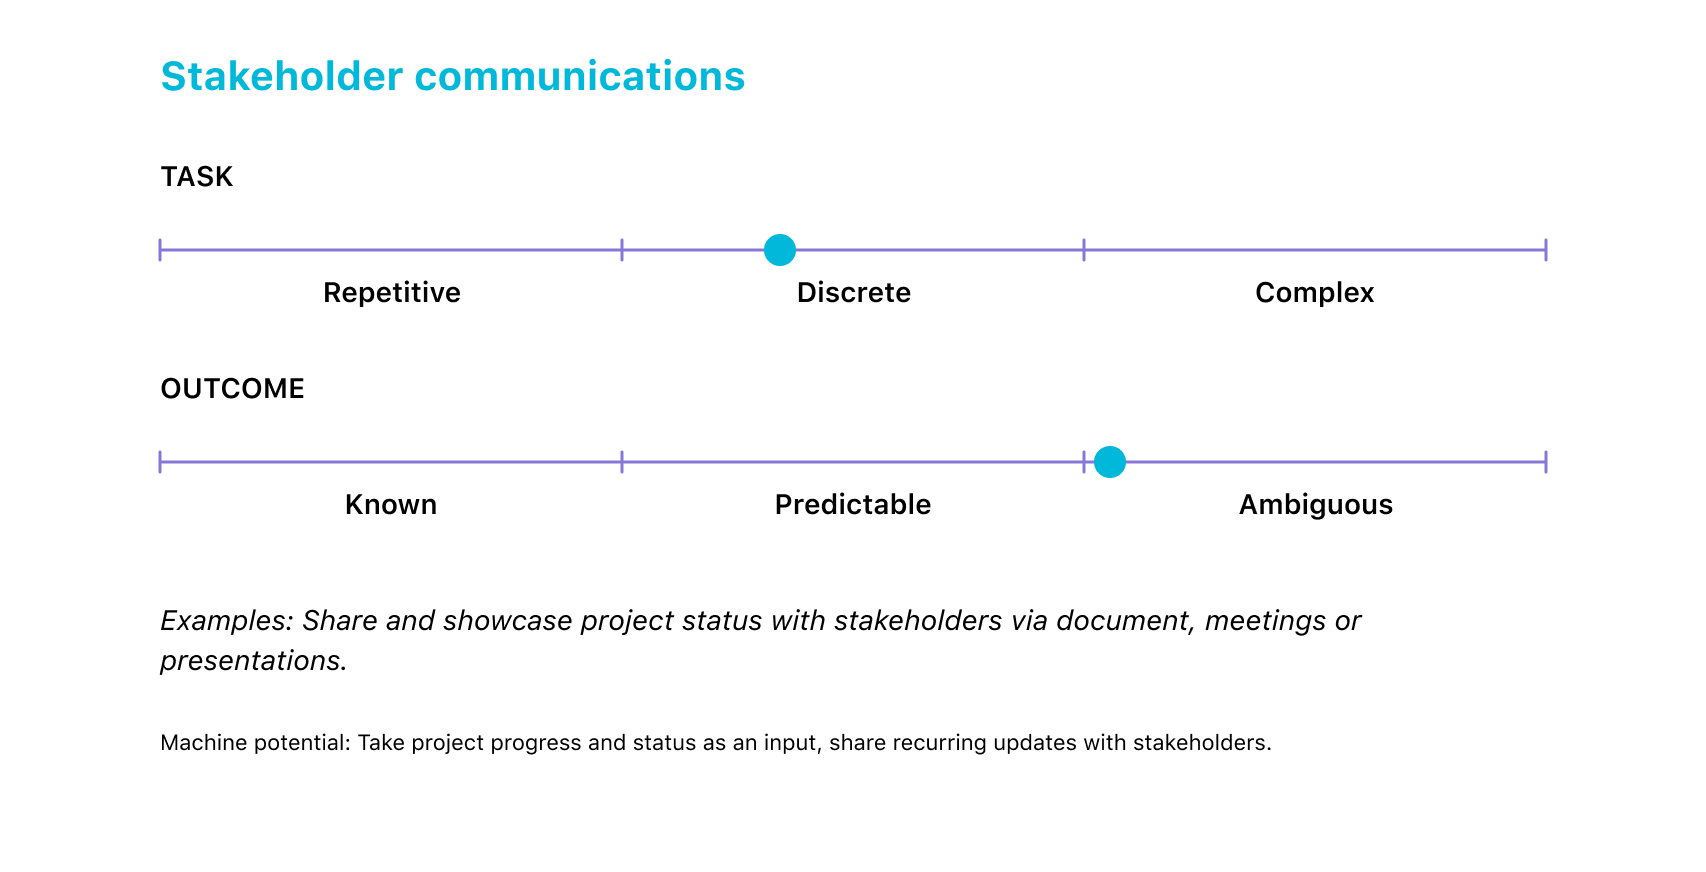 Stakeholder communications
TASK
Repetitive
Discrete
Complex
OUTCOME
Known
Predictable
Ambiguous
Examples: Share and showcase project status with stakeholders via document, meetings or
presentations.
Machine potential: Take project progress and status as an input, share recurring updates with stakeholders.